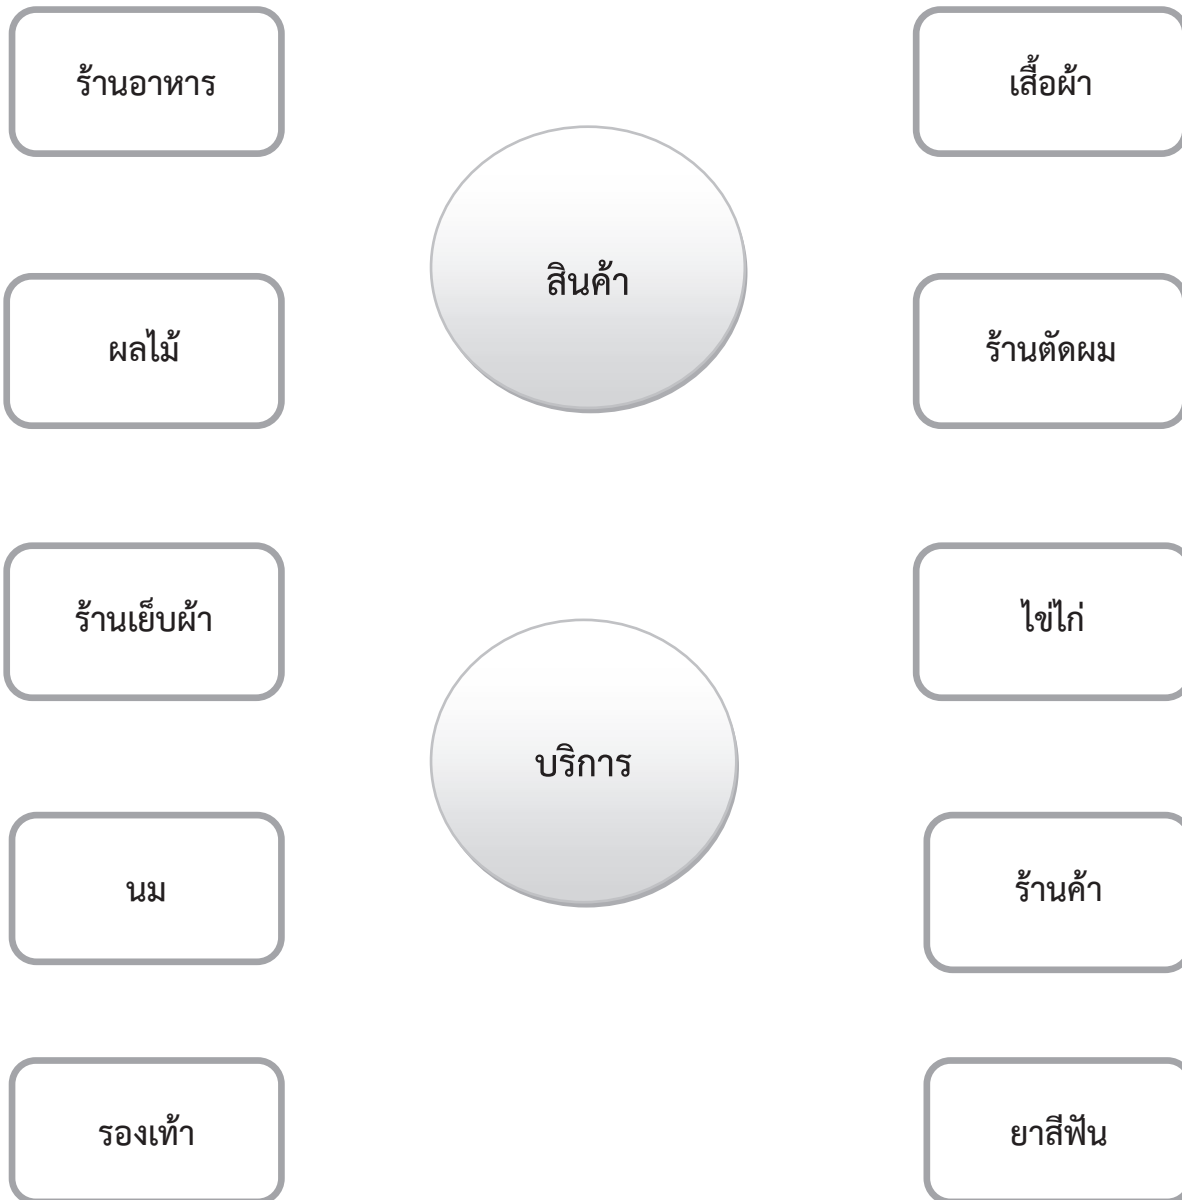 ร้านอาหาร
เสื้อผ้า
สินค้า
ผลไม้
ร้านตัดผม
ร้านเย็บผ้า
ไข่ไก่
บริการ
นม
ร้านค้า
รองเท้า
ยาสีฟัน